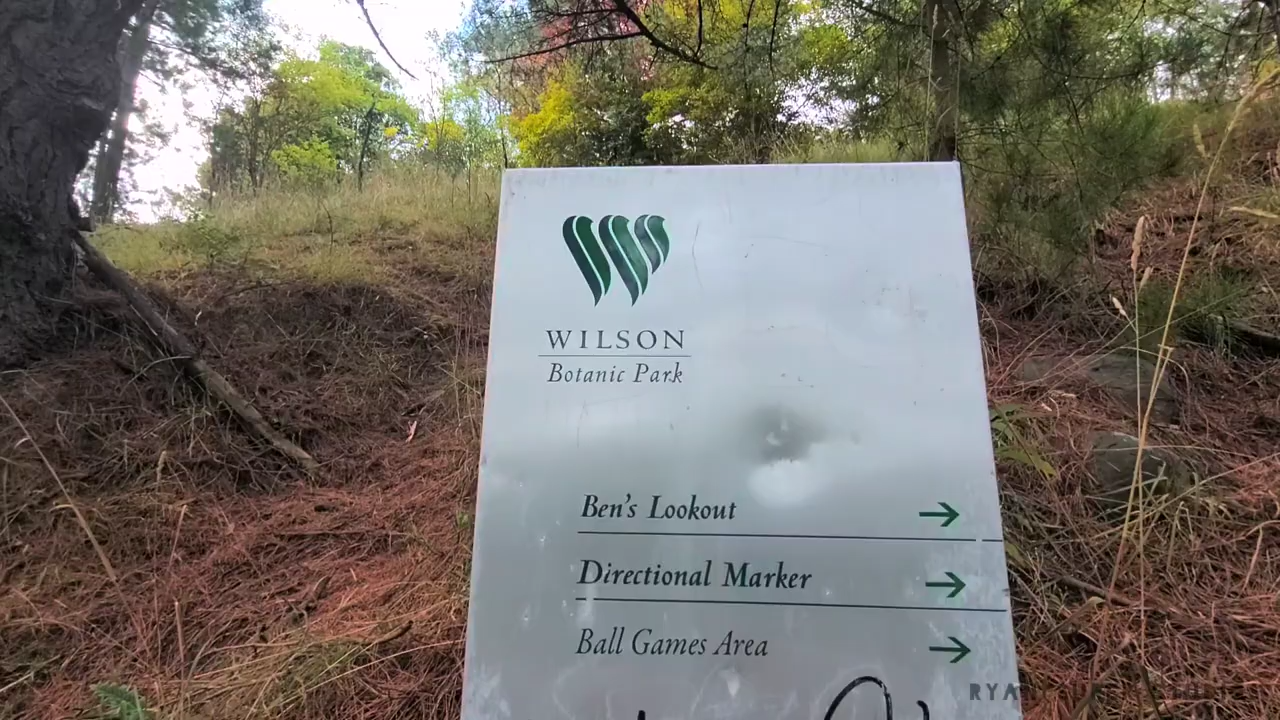 WILSON
Botanic Park
Ben's Lookout →
Directional Marker →
Ball Games Area →